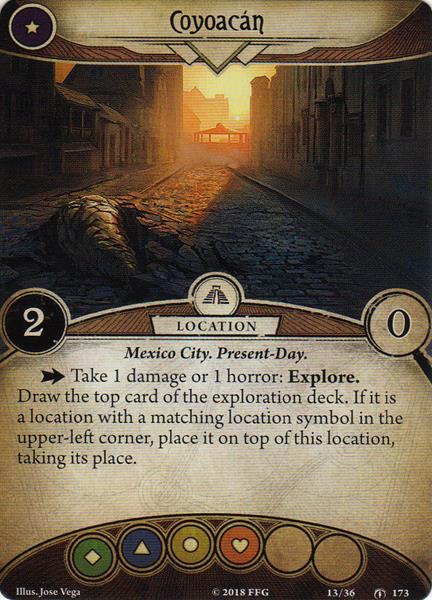 Coyoacán
2
LOCATION
0
Mexico City. Present-Day.
Take 1 damage or 1 horror: Explore.
Draw the top card of the exploration deck. If it is
a location with a matching location symbol in the
upper-left corner, place it on top of this location,
taking its place.
Illus. Jose Vega
© 2018 FFG
13/36
173